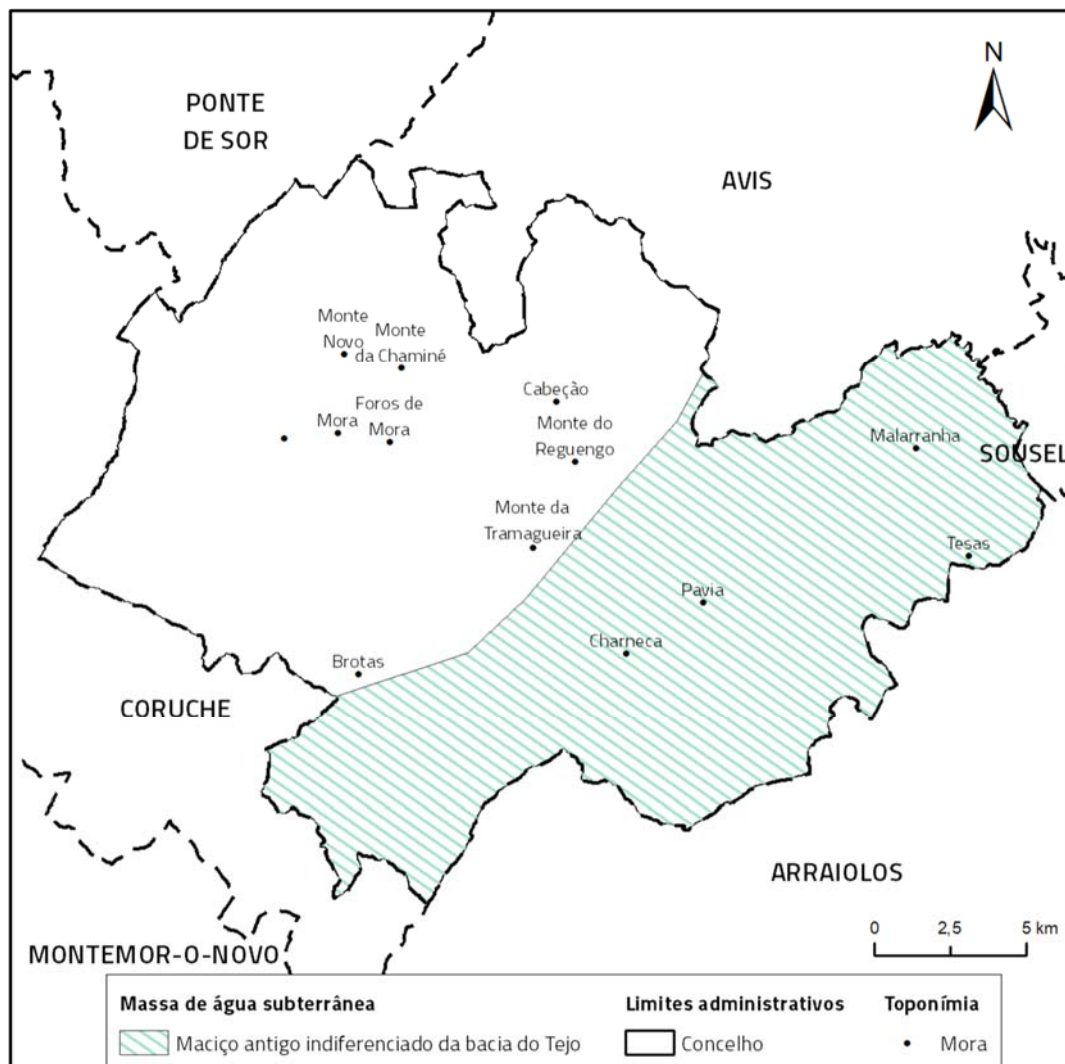 N
PONTE
DE SOR
AVIS
Monte
Novo
Monte
da Chaminé
Cabeção
Foros de
Mora
Mora
Monte do
Reguengo
Malarranha
SOUSEL
Monte da
Tramagueira
Tesas
Pavia
Charneca
Brotas
CORUCHE
ARRAIOLOS
0 2,5 5 km
MONTEMOR-O-NOVO
Massa de água subterrânea
Maciço antigo indiferenciado da bacia do Tejo
Limites administrativos
Concelho
Toponímia
Mora